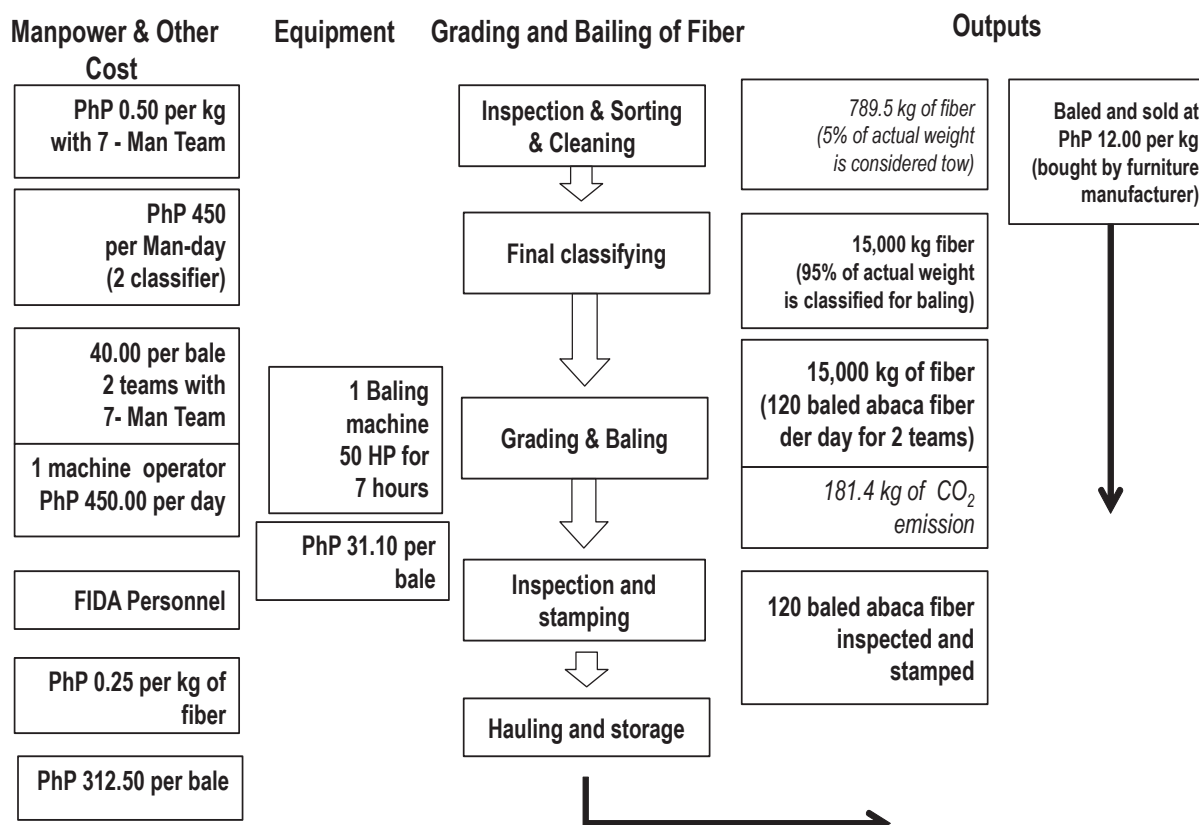 Manpower & Other
Cost
Equipment
Grading and Bailing of Fiber
Outputs
PhP 0.50 per kg
with 7 - Man Team
Inspection & Sorting
& Cleaning
789.5 kg of fiber
(5% of actual weight
is considered tow)
Baled and sold at
PhP 12.00 per kg
(bought by furniture
manufacturer)
PhP 450
per Man-day
(2 classifier)
Final classifying
15,000 kg fiber
(95% of actual weight
is classified for baling)
40.00 per bale
2 teams with
7- Man Team
1 machine operator
PhP 450.00 per day
1 Baling
machine
50 HP for
7 hours
Grading & Baling
15,000 kg of fiber
(120 baled abaca fiber
der day for 2 teams)
181.4 kg of CO₂
emission
PhP 31.10 per
bale
FIDA Personnel
Inspection and
stamping
120 baled abaca fiber
inspected and
stamped
PhP 0.25 per kg of
fiber
Hauling and storage
PhP 312.50 per bale